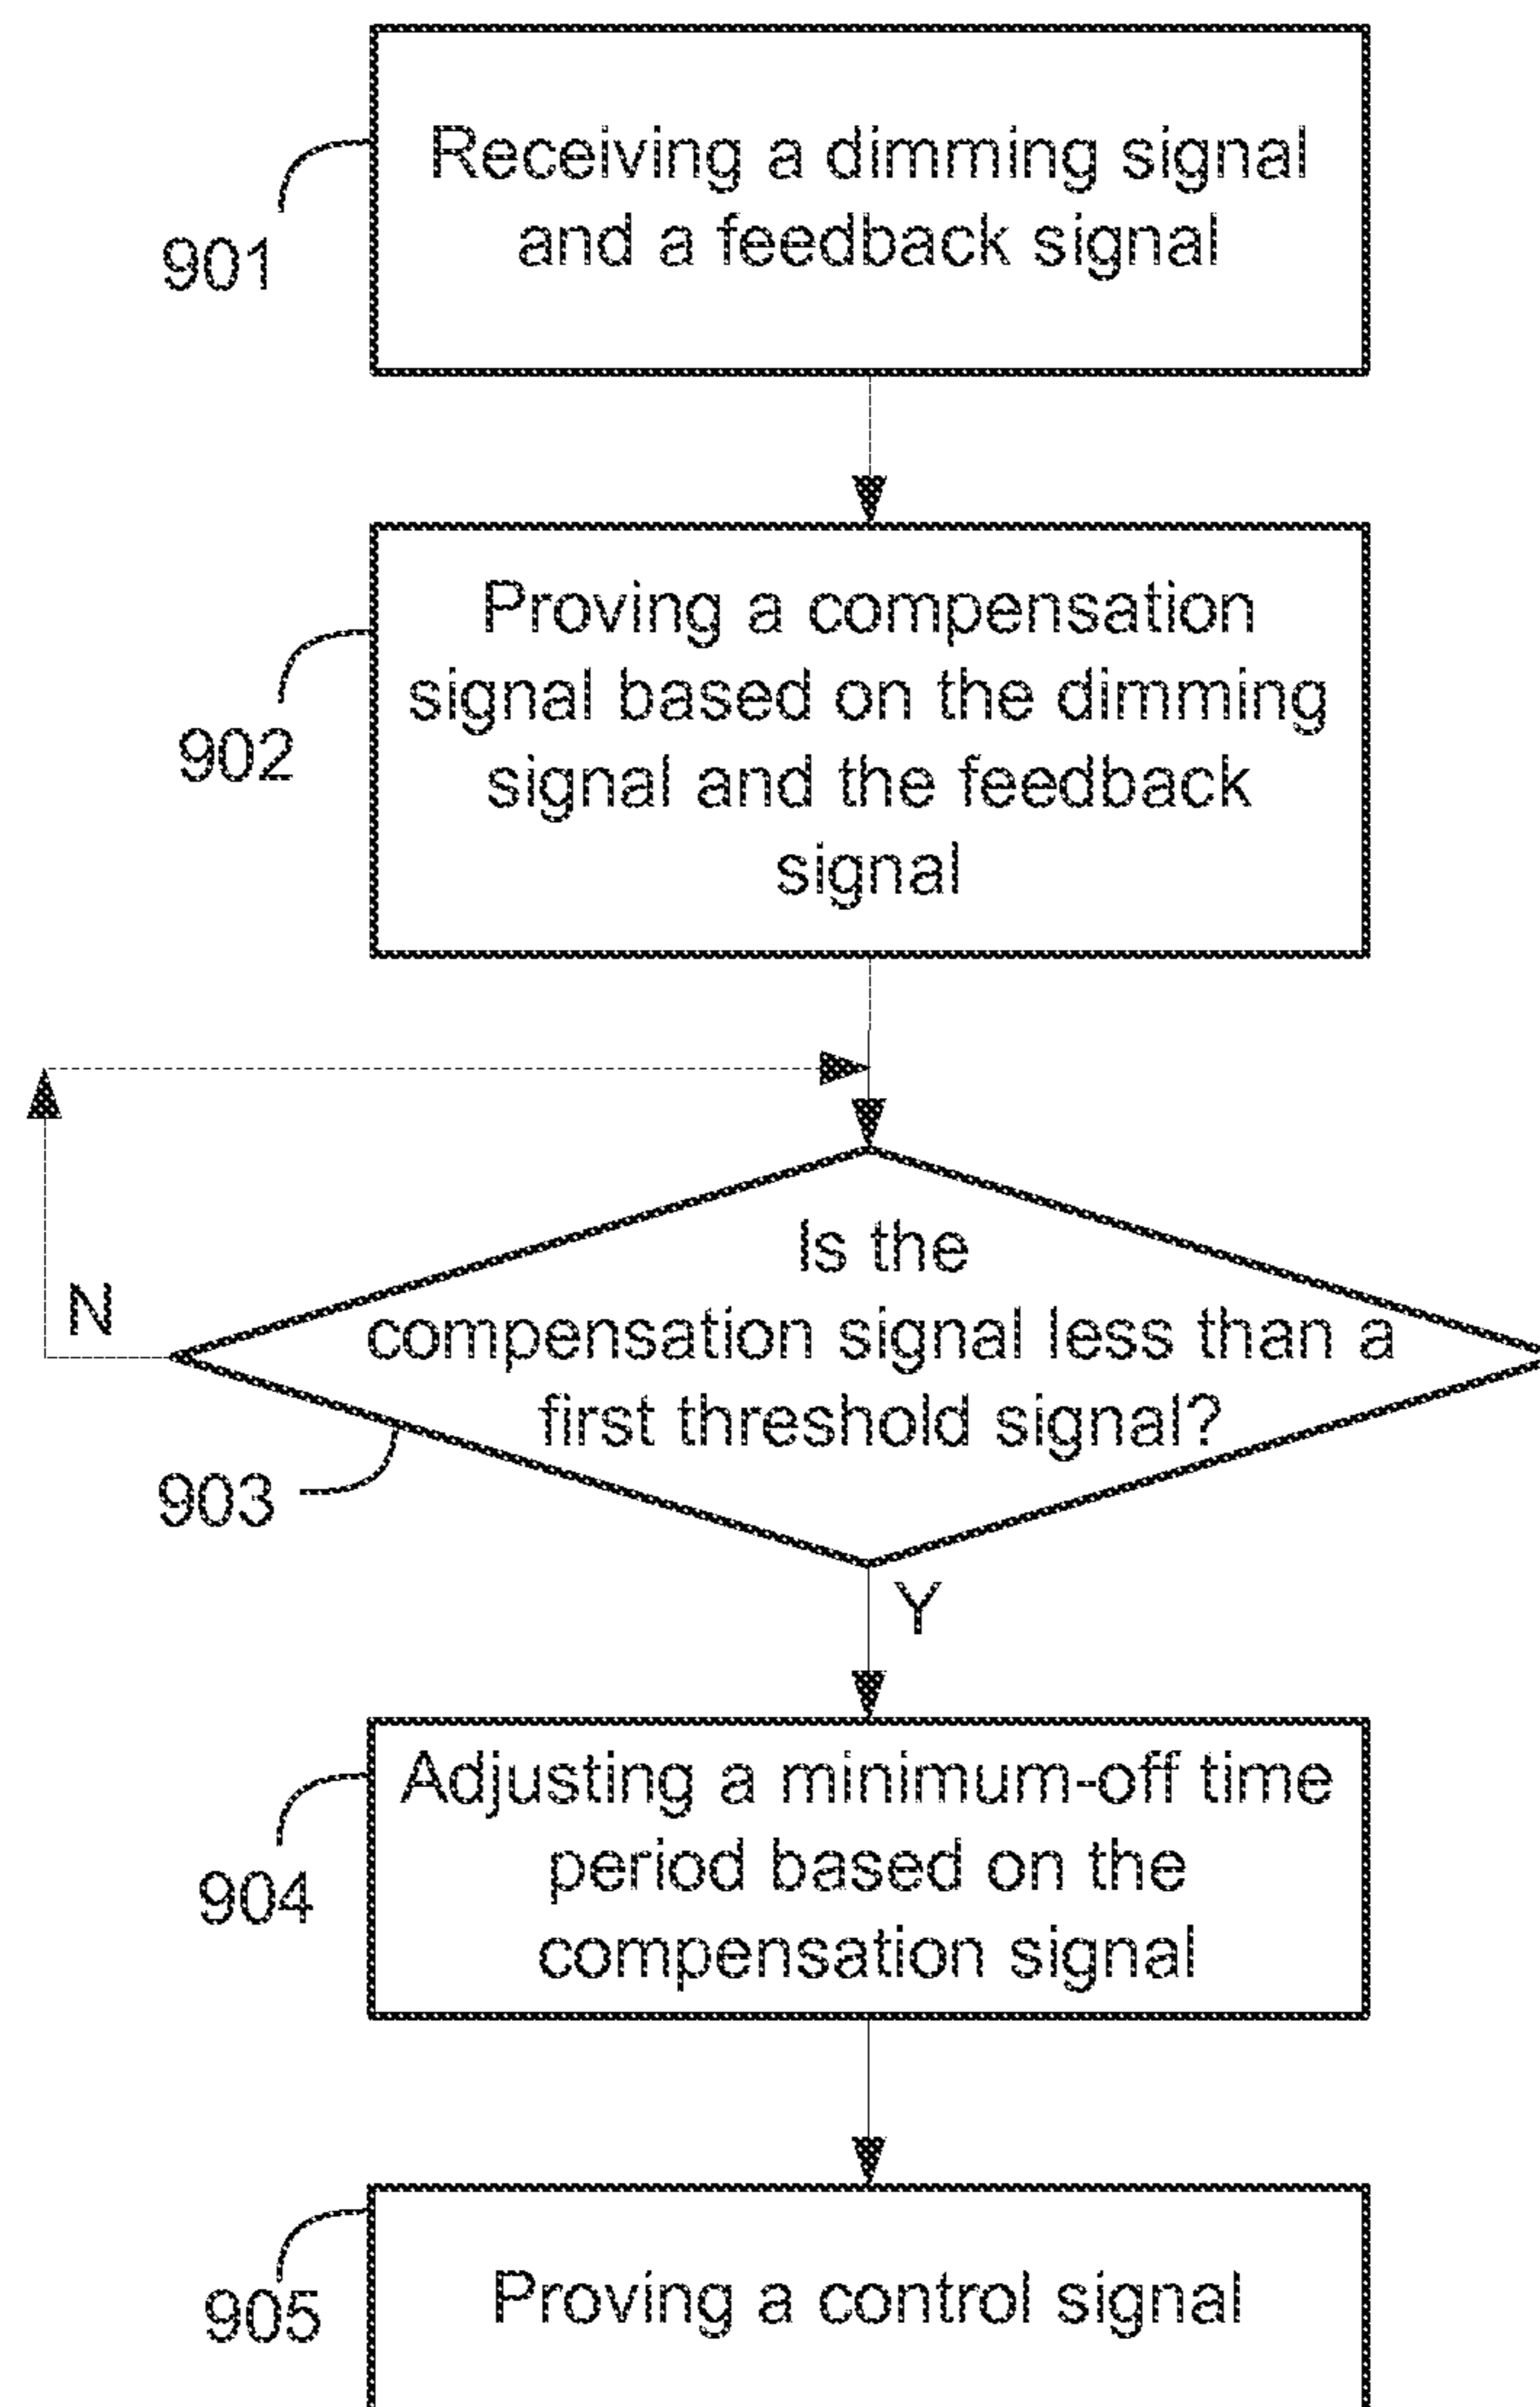 Receiving a dimming signal
and a feedback signal
901
Proving a compensation
signal based on the dimming
signal and the feedback
signal
902
Is the
compensation signal less than a
first threshold signal?
N
903
Y
Adjusting a minimum-off time
period based on the
compensation signal
904
Proving a control signal
905